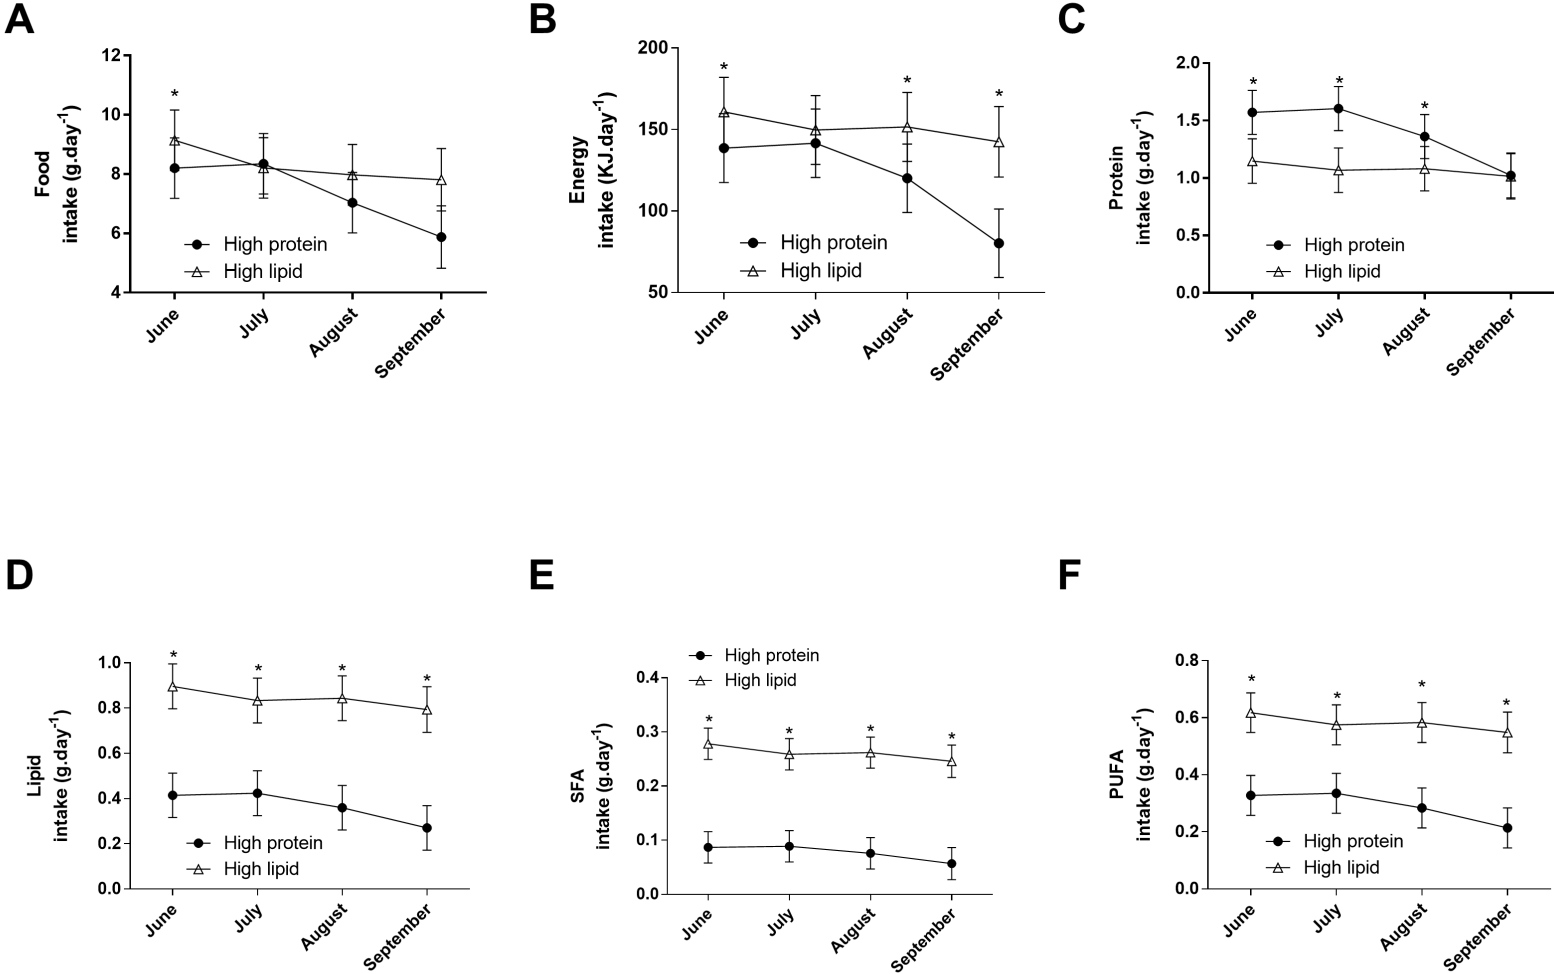 A
Food
intake (g.day-1)
12
10
8
6
4
*
High protein
High lipid
June
July
August
September
B
Energy
intake (KJ.day-1)
200
150
100
50
*
*
*
High protein
High lipid
June
July
August
September
C
Protein
intake (g.day-1)
2.0
1.5
1.0
0.5
0.0
*
*
*
High protein
High lipid
June
July
August
September
D
Lipid
intake (g.day-1)
1.0
0.8
0.6
0.4
0.2
0.0
*
*
*
*
High protein
High lipid
June
July
August
September
E
High protein
High lipid
SFA
intake (g.day-1)
0.4
0.3
0.2
0.1
0.0
*
*
*
*
June
July
August
September
F
PUFA
intake (g.day-1)
0.8
0.6
0.4
0.2
0.0
*
*
*
*
High protein
High lipid
June
July
August
September